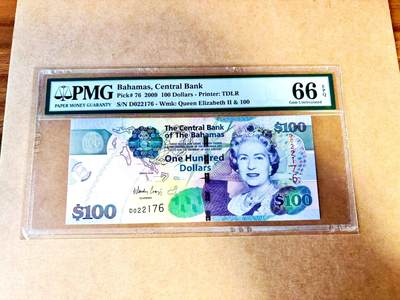 PMG
PAPER MONEY GUARANTY
Bahamas, Central Bank
Pick# 76 2009 100 Dollars - Printer: TDLR
S/N D022176 - Wmk: Queen Elizabeth II & 100
66 EPQ
Gem Uncirculated
The Central Bank
of The Bahamas
$100
One Hundred
Dollars
$100
D022176
$100